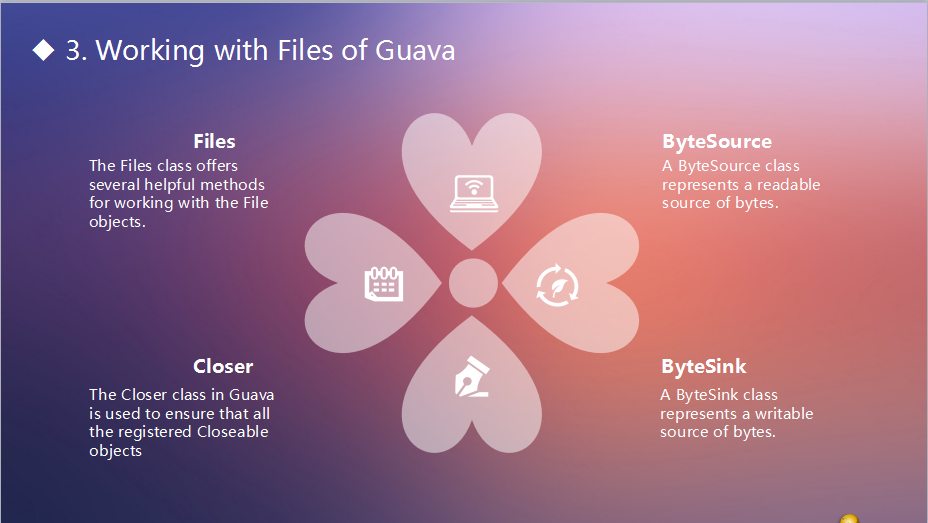 3. Working with Files of Guava
Files
The Files class offers
several helpful methods
for working with the File
objects.
ByteSource
A ByteSource class
represents a readable
source of bytes.
Closer
The Closer class in Guava
is used to ensure that all
the registered Closeable
objects
ByteSink
A ByteSink class
represents a writable
source of bytes.